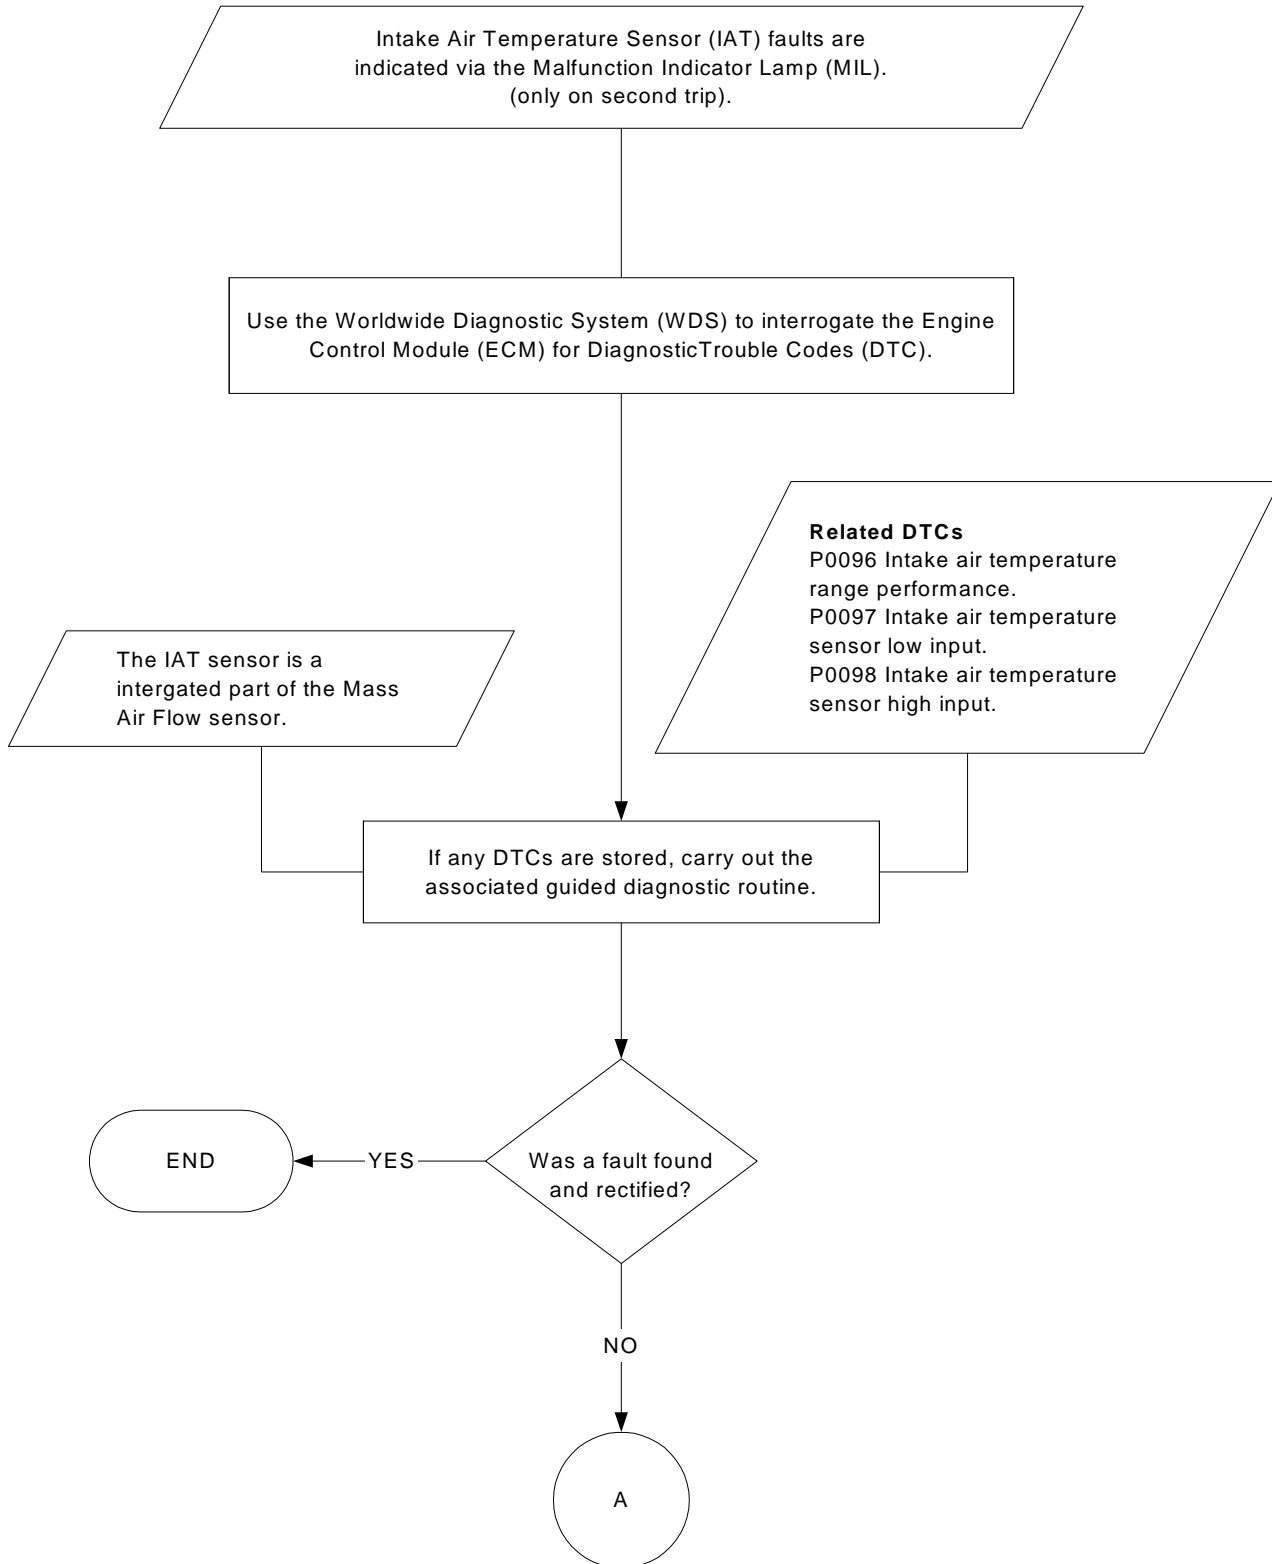 Intake Air Temperature Sensor (IAT) faults are
indicated via the Malfunction Indicator Lamp (MIL).
(only on second trip).
Use the Worldwide Diagnostic System (WDS) to interrogate the Engine
Control Module (ECM) for DiagnosticTrouble Codes (DTC).
Related DTCs
P0096 Intake air temperature
range performance.
P0097 Intake air temperature
sensor low input.
P0098 Intake air temperature
sensor high input.
The IAT sensor is a
intergated part of the Mass
Air Flow sensor.
If any DTCs are stored, carry out the
associated guided diagnostic routine.
Was a fault found
and rectified?
YES
END
NO
A